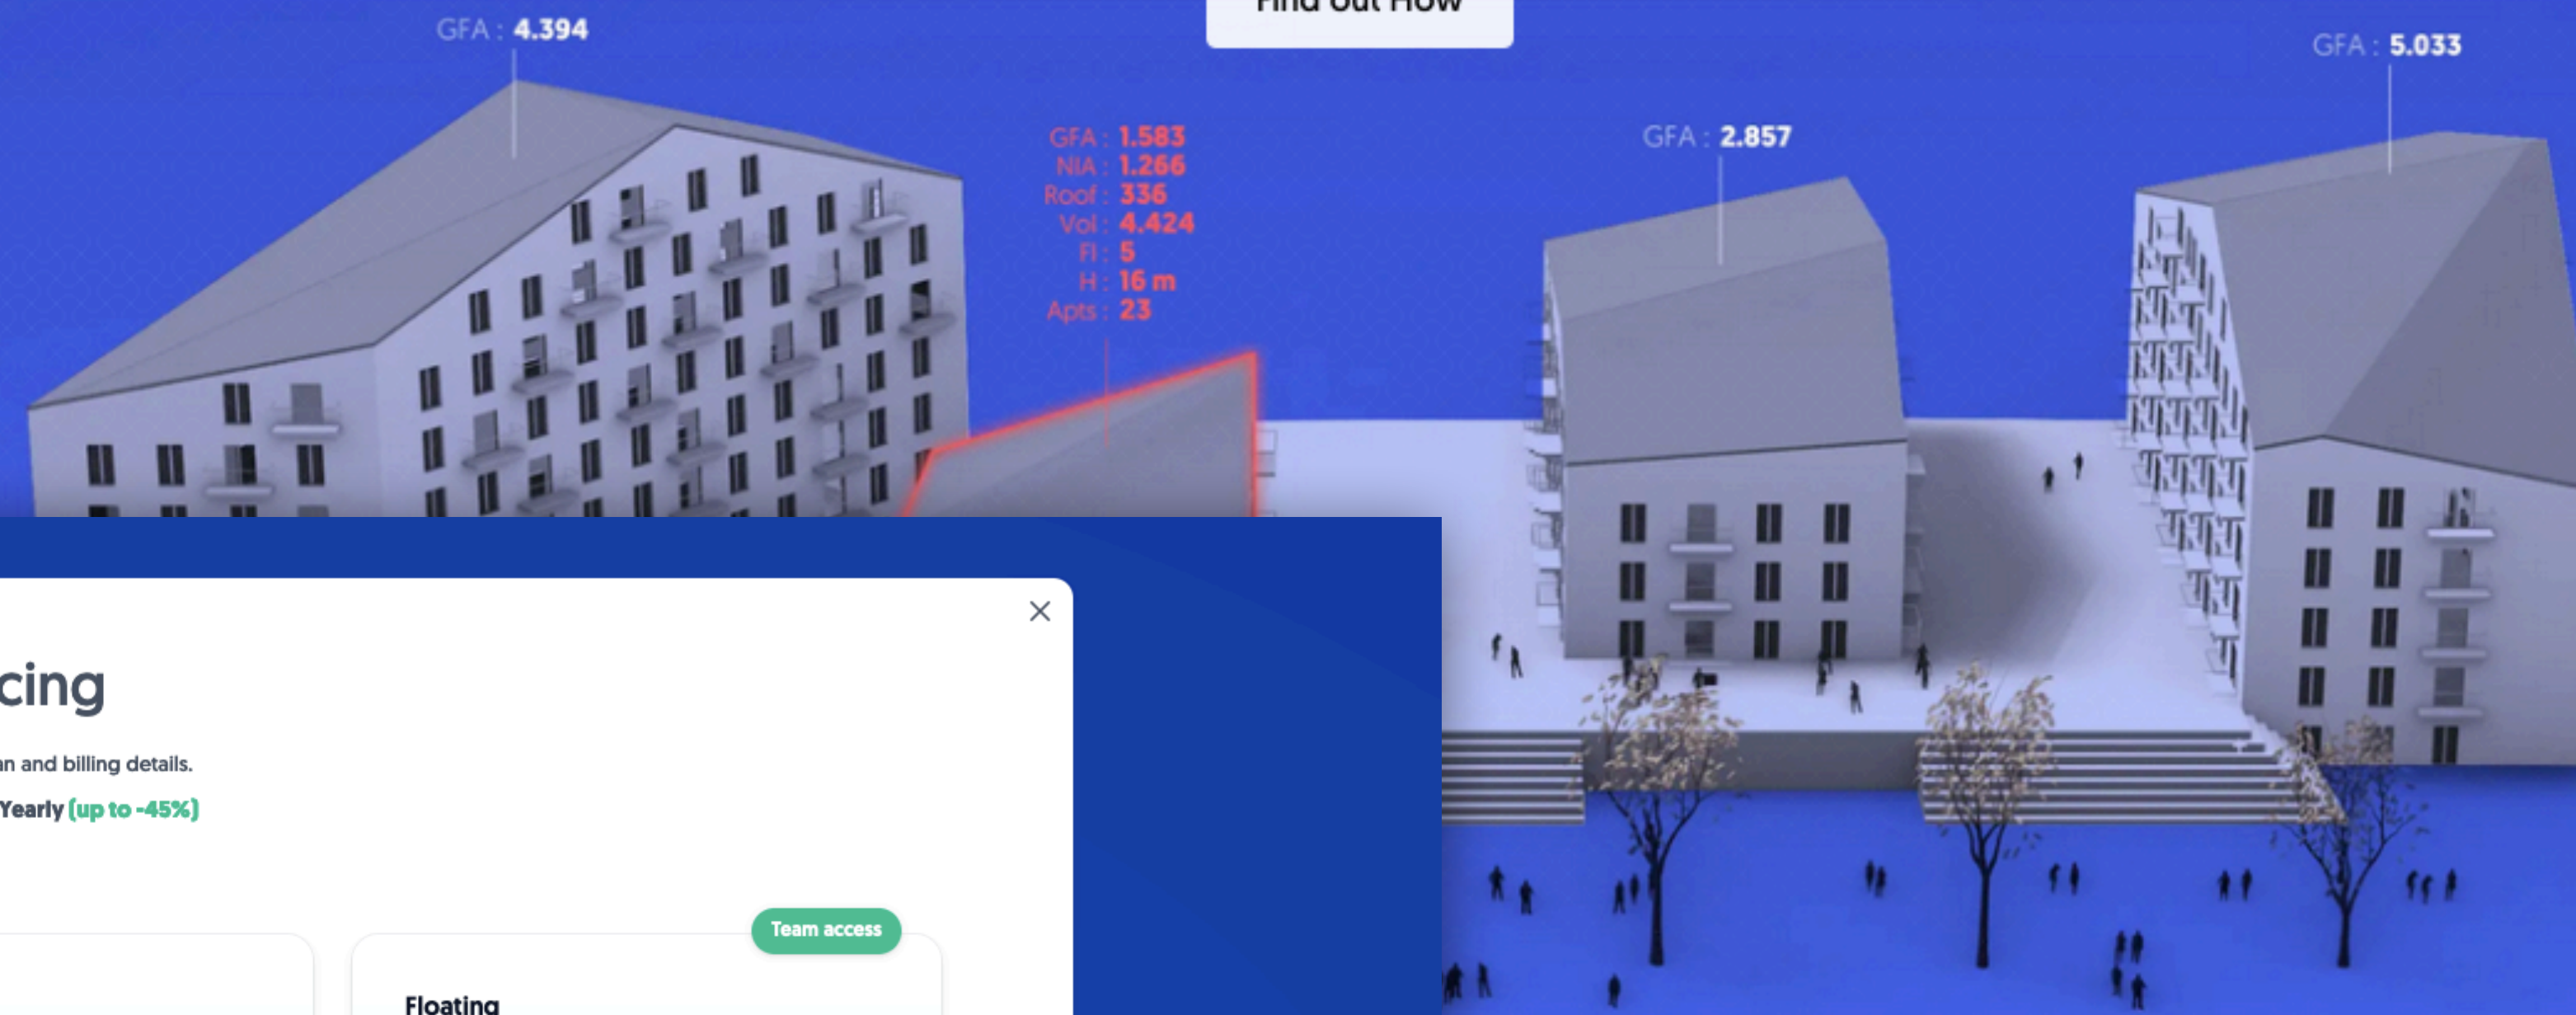 Find Out How
GFA : 4.394
GFA : 5.033
GFA : 1.583
NIA : 1.266
Roof : 336
Vol : 4.424
Fl : 5
H : 16 m
Apts : 23
GFA : 2.857
cing
an and billing details.
Yearly (up to -45%)
Team access
Floating